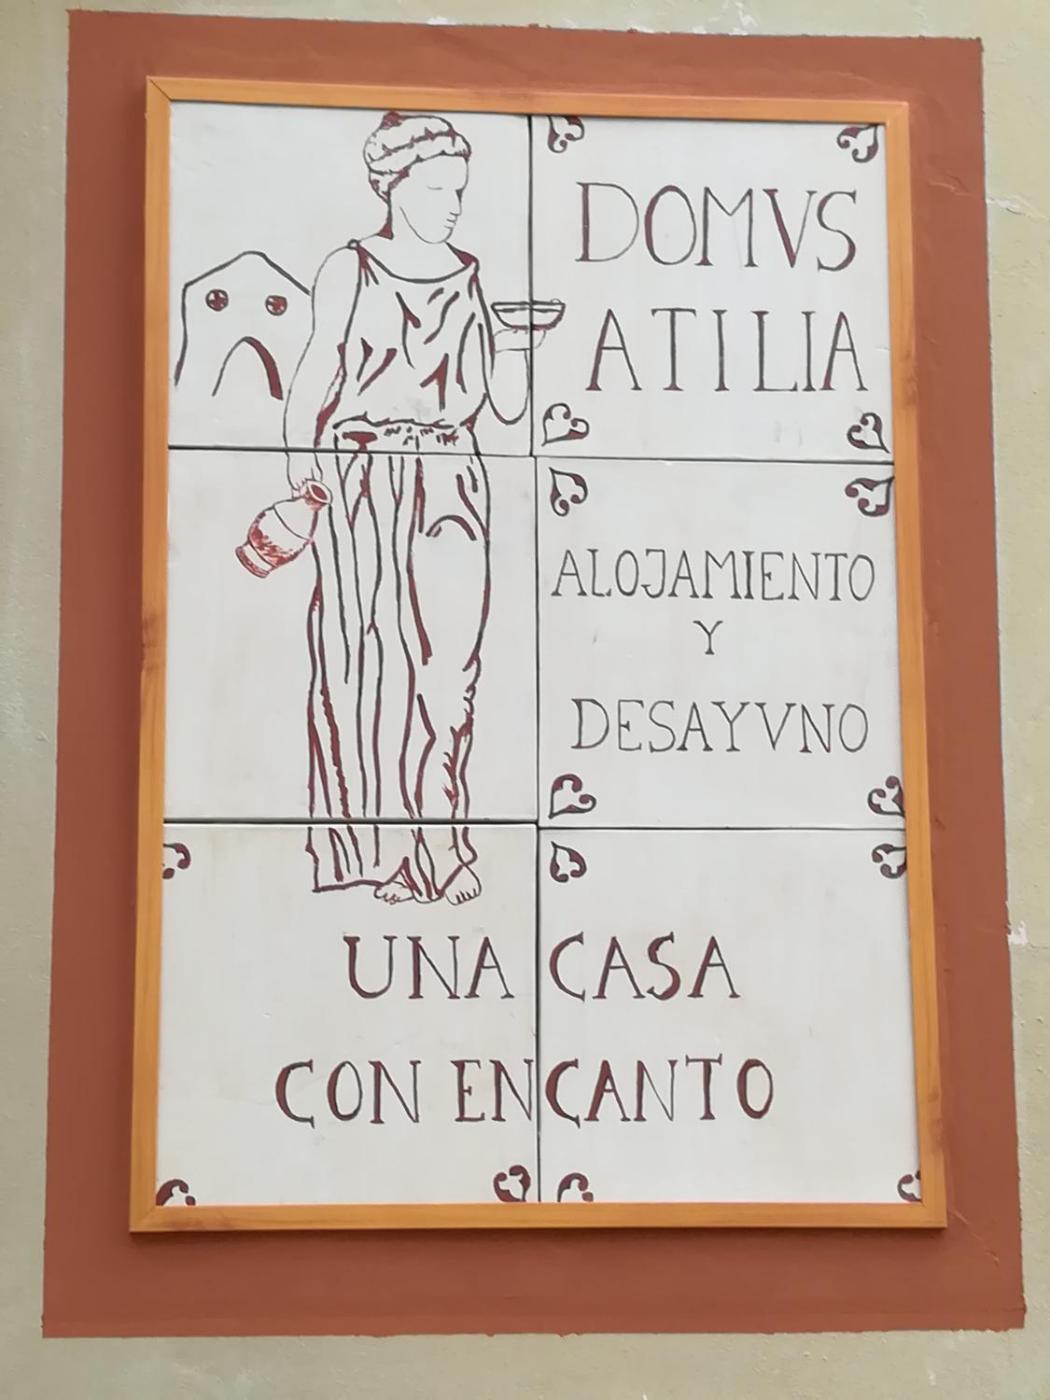 DOMVS
ATILIA
ALOJAMIENTO
Y
DESAYVNO
UNA CASA
CON ENCANTO